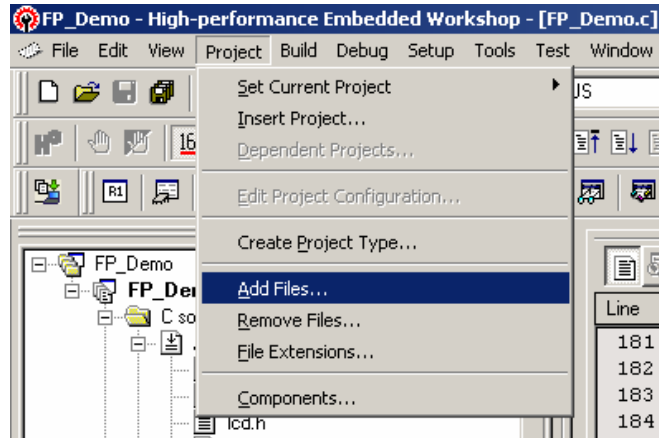 FP_Demo - High-performance Embedded Workshop - [FP_Demo.c]
File Edit View Project Build Debug Setup Tools Test Window
Set Current Project
JS
Insert Project...
Dependent Projects...
16
R1
Edit Project Configuration...
Create Project Type...
FP_Demo
Add Files...
Line
C so
Remove Files...
181
File Extensions...
182
Components...
183
lcd.h
184